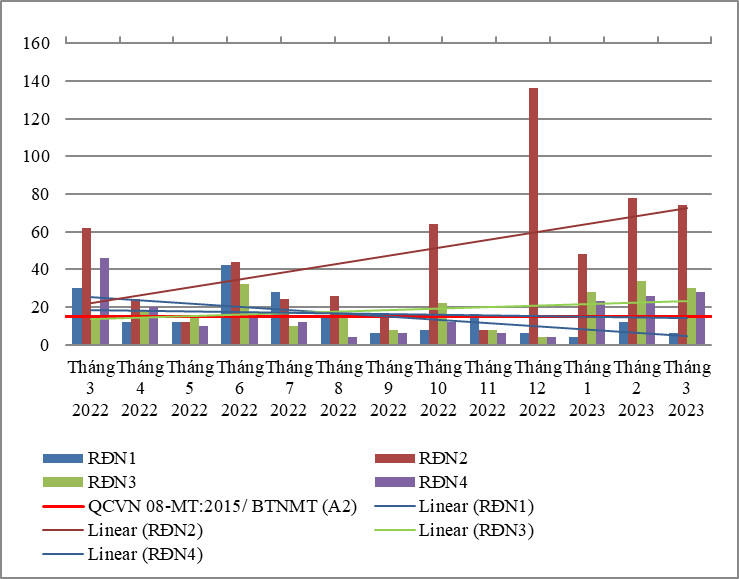 160
140
120
100
80
60
40
20
0
Tháng Tháng Tháng Tháng Tháng Tháng Tháng Tháng Tháng Tháng Tháng Tháng Tháng
3 4 5 6 7 8 9 10 11 12 1 2 3
2022 2022 2022 2022 2022 2022 2022 2022 2022 2022 2023 2023 2023
RĐN1 RĐN2
RĐN3 RĐN4
QCVN 08-MT:2015/ BTNMT (A2) Linear (RĐN1)
Linear (RĐN2) Linear (RĐN3)
Linear (RĐN4)